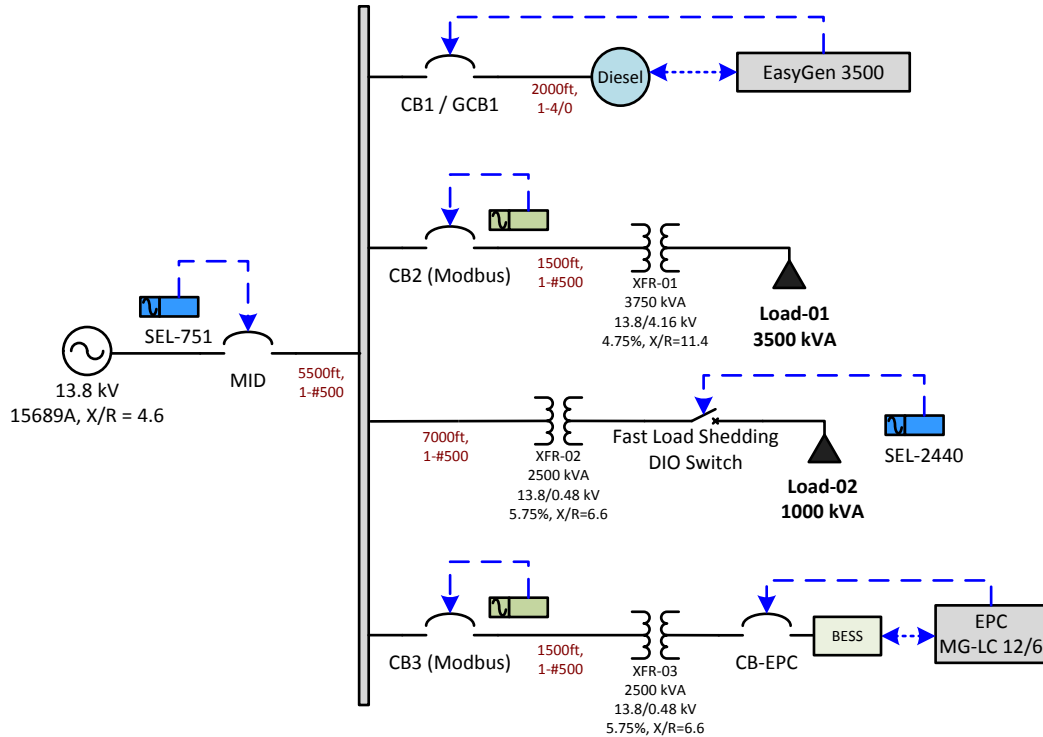 EasyGen 3500
Diesel
2000ft,
1-4/0
CB1 / GCB1
CB2 (Modbus)
1500ft,
1-#500
XFR-01
3750 kVA
13.8/4.16 kV
4.75%, X/R=11.4
Load-01
3500 kVA
SEL-751
MID
13.8 kV
15689A, X/R = 4.6
5500ft,
1-#500
7000ft,
1-#500
XFR-02
2500 kVA
13.8/0.48 kV
5.75%, X/R=6.6
Fast Load Shedding
DIO Switch
Load-02
1000 kVA
SEL-2440
CB3 (Modbus)
1500ft,
1-#500
XFR-03
2500 kVA
13.8/0.48 kV
5.75%, X/R=6.6
CB-EPC
BESS
EPC
MG-LC 12/6